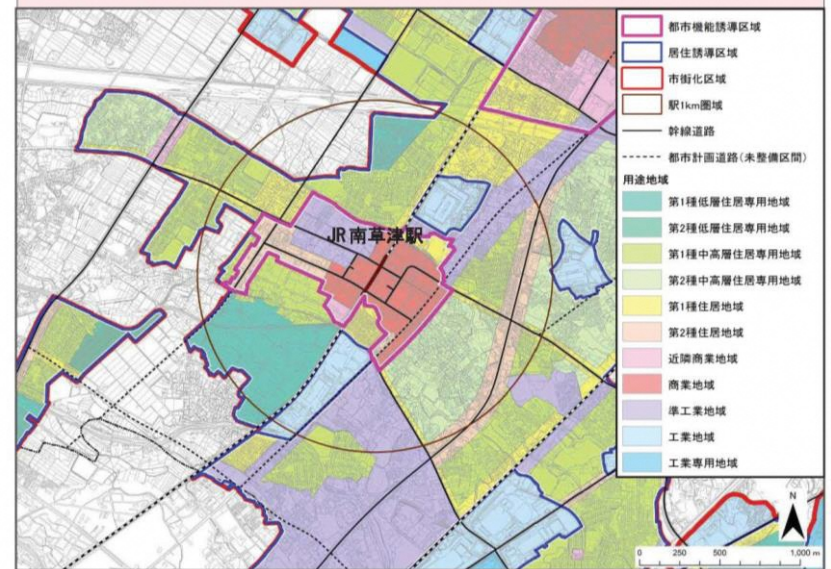 都市機能誘導区域
居住誘導区域
市街化区域
駅1km圏域
幹線道路
都市計画道路(未整備区間)
用途地域
第1種低層住居専用地域
第2種低層住居専用地域
第1種中高層住居専用地域
第2種中高層住居専用地域
第1種住居地域
第2種住居地域
近隣商業地域
商業地域
準工業地域
工業地域
工業専用地域
JR南草津駅
N
0 250 500 1,000 m